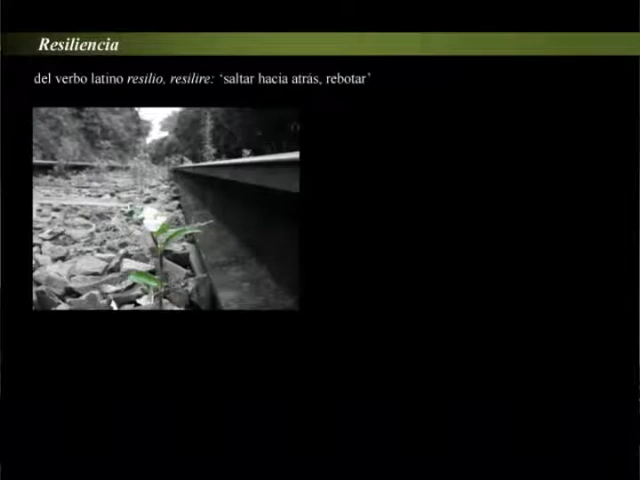 Resiliencia
del verbo latino resilio, resilire: ‘saltar hacia atrás, rebotar’